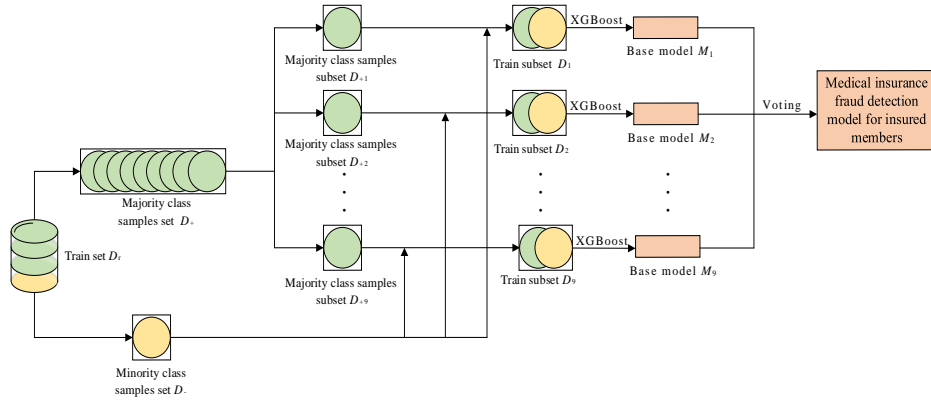 Train set Dτ
Majority class
samples set D+
Minority class
samples set D-
Majority class samples
subset D+1
Majority class samples
subset D+2
Majority class samples
subset D+9
Train subset D1
Train subset D2
Train subset D9
XGBoost
XGBoost
XGBoost
Base model M1
Base model M2
Base model M9
Voting
Medical insurance
fraud detection
model for insured
members